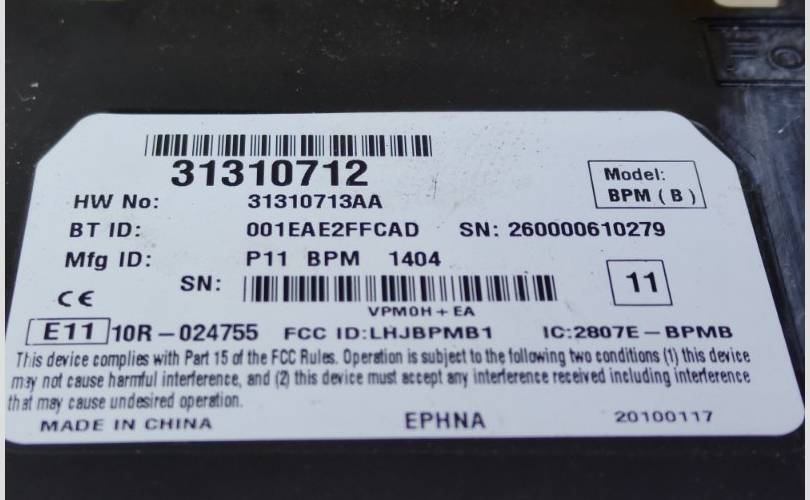 31310712
Model:
BPM ( B )
HW No: 31310713AA
BT ID: 001EAE2FFCAD SN: 260000610279
Mfg ID: P11 BPM 1404
SN:
11
CE
VPM0H + EA
E11 10R - 024755 FCC ID:LHJBPMB1 IC:2807E - BPMB
This device complies with Part 15 of the FCC Rules. Operation is subject to the following two conditions (1) this device
may not cause harmful interference, and (2) this device must accept any interference received including interference
that may cause undesired operation.
MADE IN CHINA EPHNA 20100117